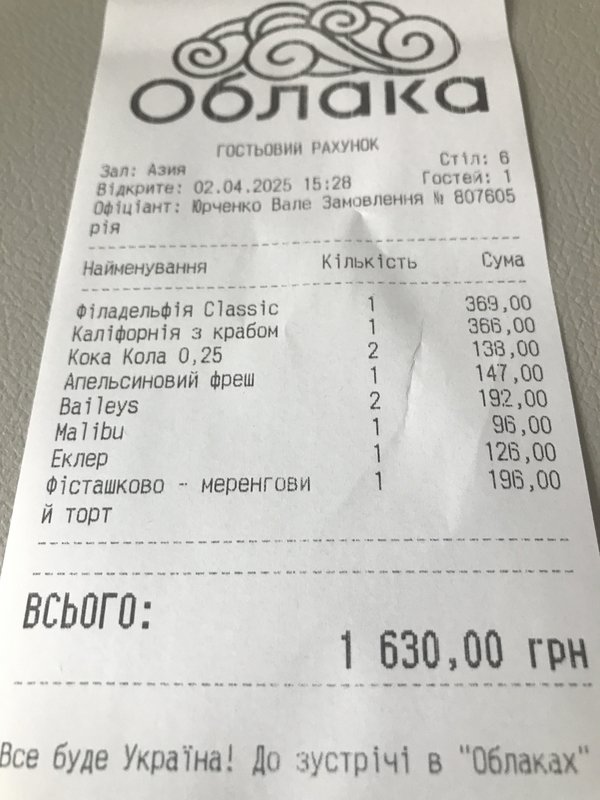 Облака
ГОСТЬОВИЙ РАХУНОК
Зал: Азия Стіл: 6
Відкрите: 02.04.2025 15:28 Гостей: 1
Офіціант: Юрченко Вале Замовлення № 807605
рія
Найменування Кількість Сума
Філадельфія Classic 1 369,00
Каліфорнія з крабом 1 366,00
Кока Кола 0,25 2 138,00
Апельсиновий фреш 1 147,00
Baileys 2 192,00
Malibu 1 96,00
Еклер 1 126,00
Фісташково - меренгови 1 196,00
й торт
ВСЬОГО:
1 630,00 грн
Все буде Україна! До зустрічі в "Облаках"